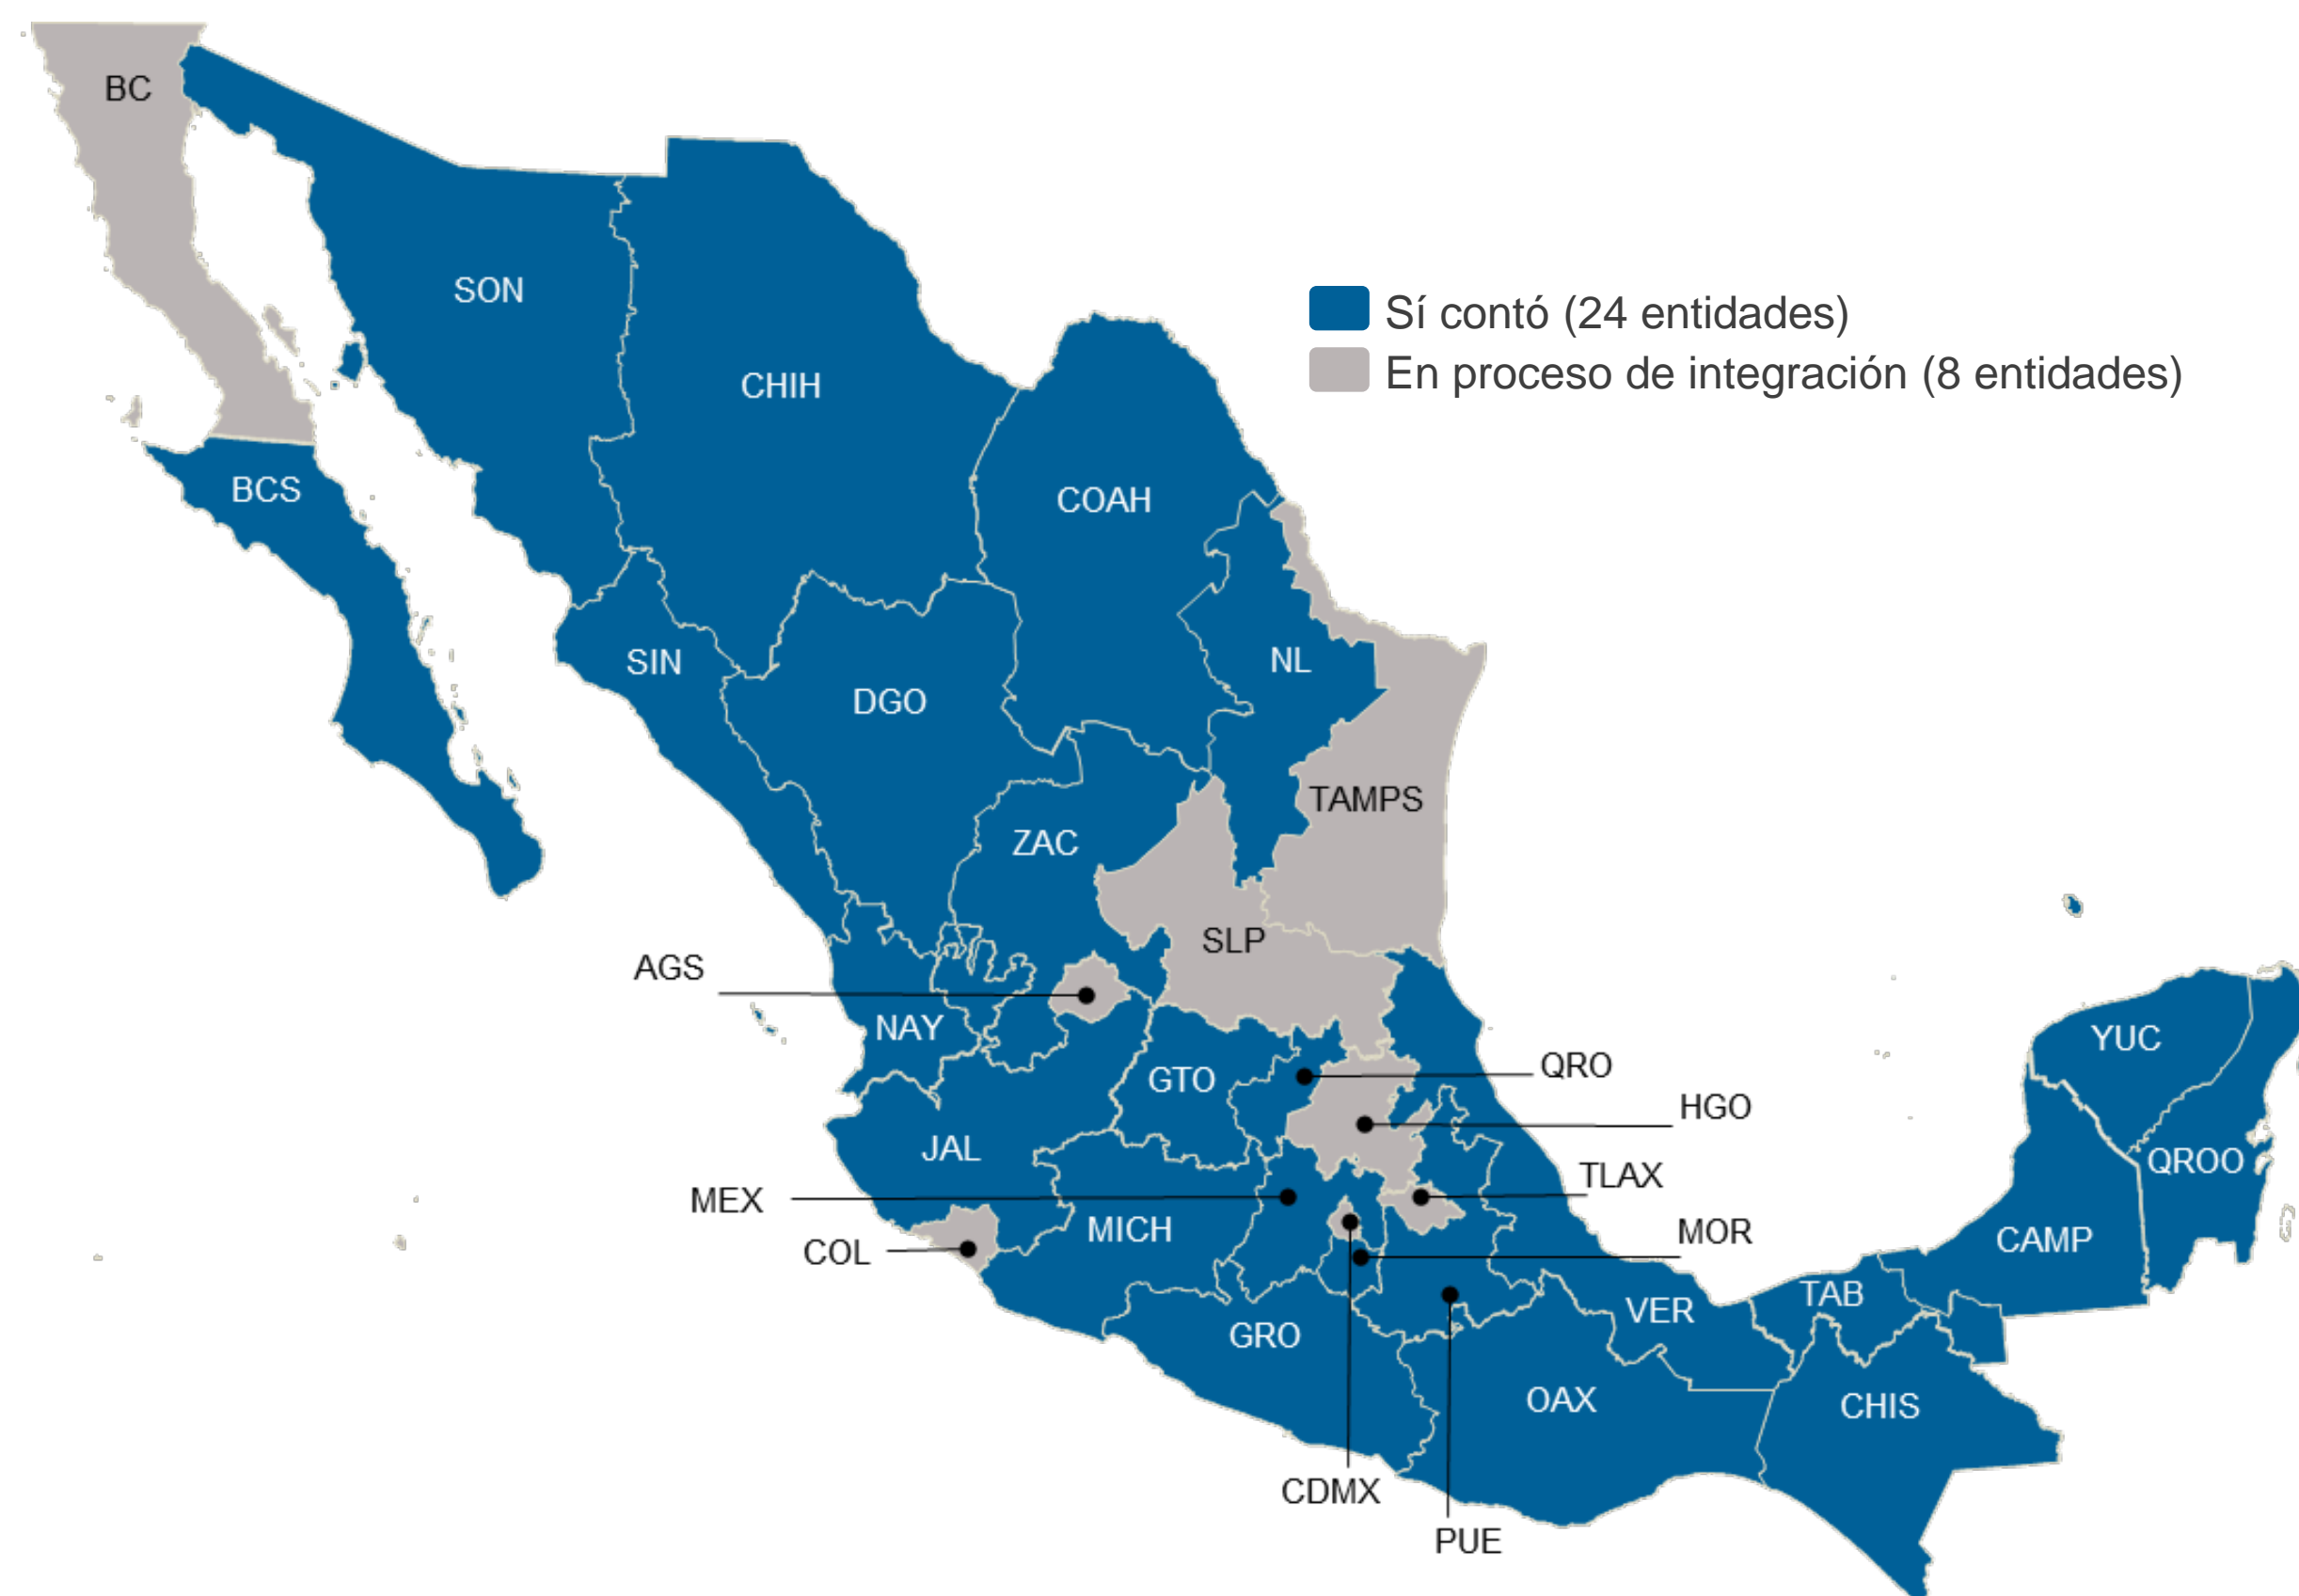 BC
SON
Sí contó (24 entidades)
CHIH
En proceso de integración (8 entidades)
BCS
COAH
SIN
NL
DGO
TAMPS
ZAC
SLP
AGS
NAY
YUC
QRO
GTO
HGO
JAL
QROO
TLAX
MEX
MICH
MOR
COL
CAMP
TAB
VER
GRO
OAX
CHIS
CDMX
PUE